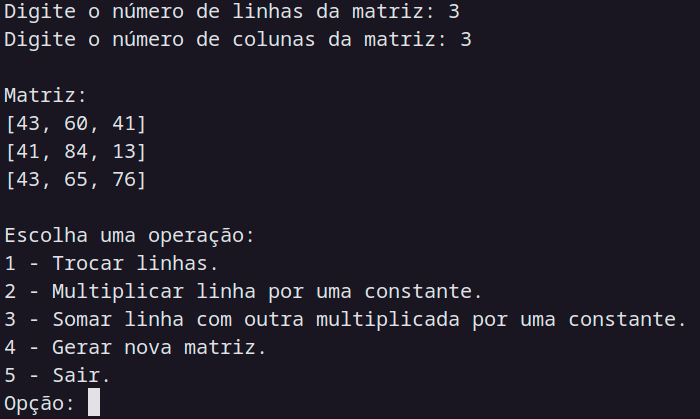 Digite o número de linhas da matriz: 3
Digite o número de colunas da matriz: 3
Matriz:
[43, 60, 41]
[41, 84, 13]
[43, 65, 76]
Escolha uma operação:
1 - Trocar linhas.
2 - Multiplicar linha por uma constante.
3 - Somar linha com outra multiplicada por uma constante.
4 - Gerar nova matriz.
5 - Sair.
Opção: